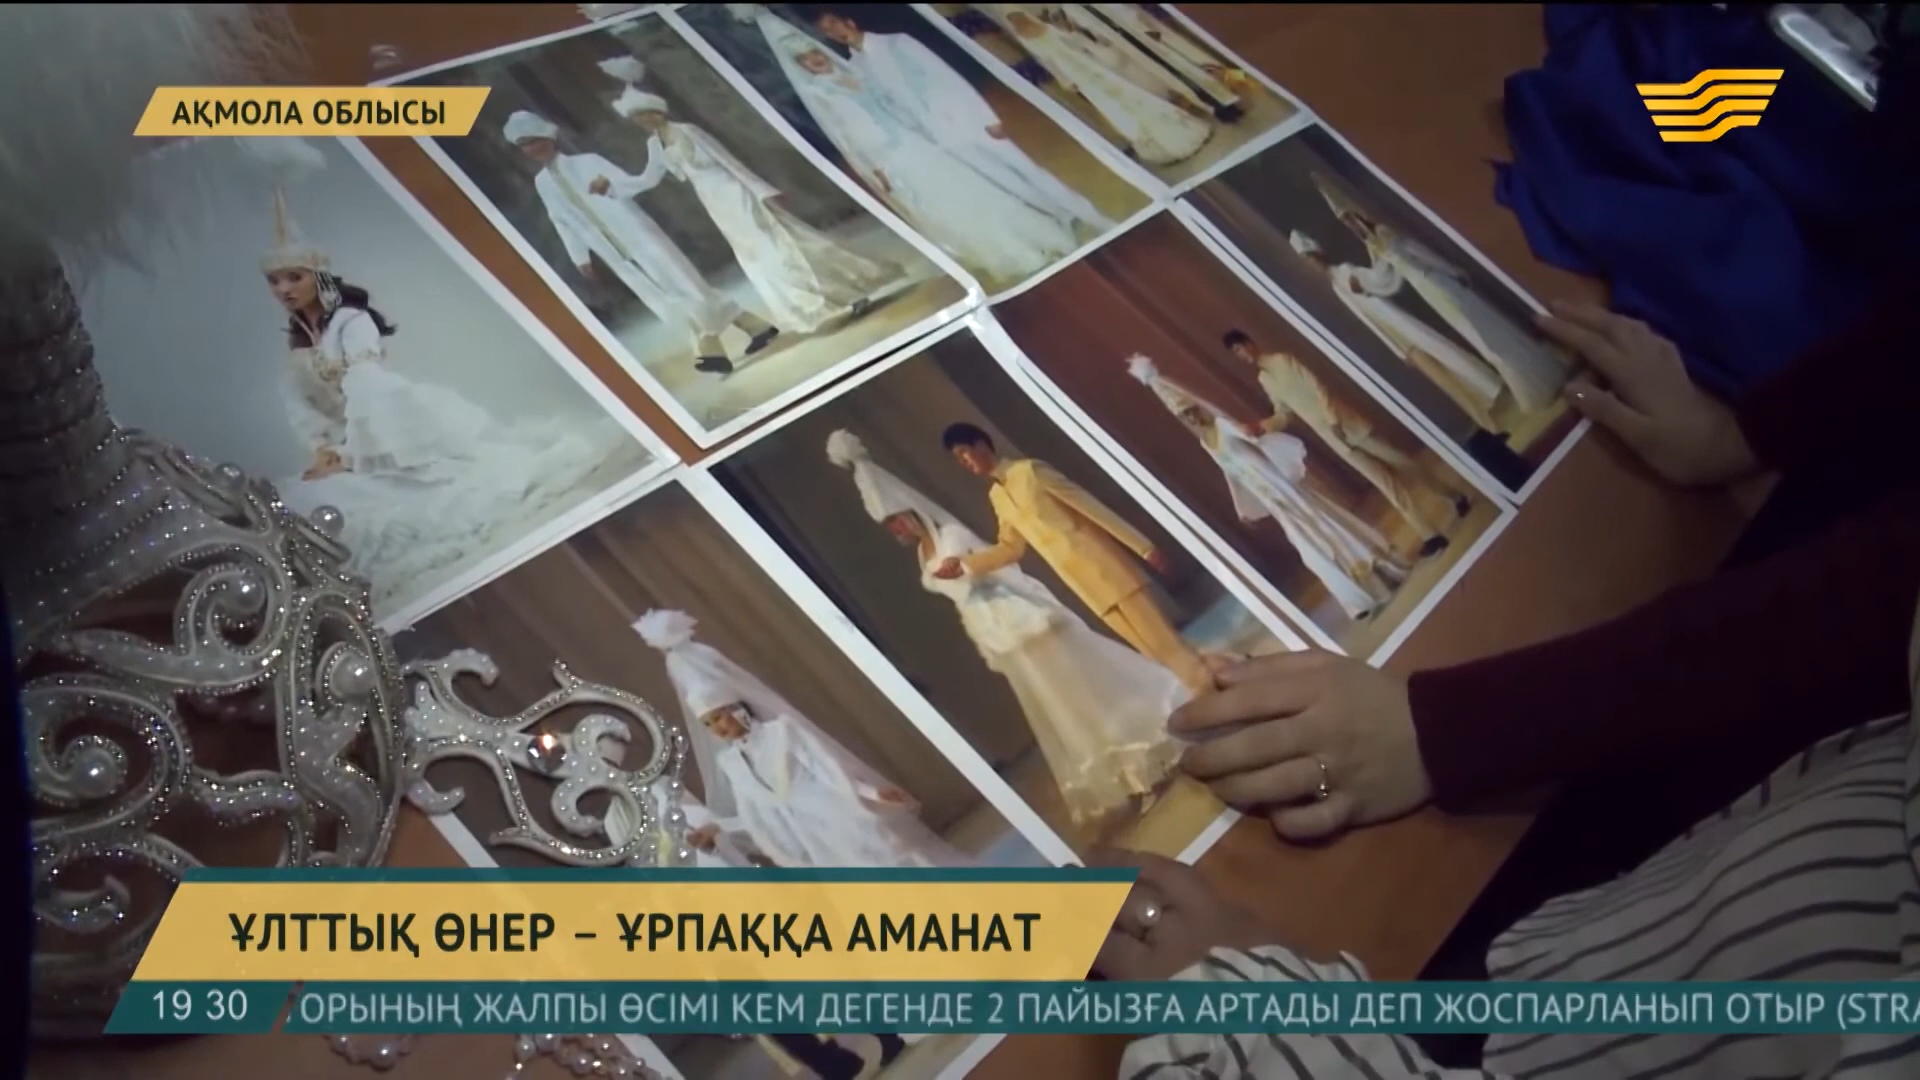 АҚМОЛА ОБЛЫСЫ
ҰЛТТЫҚ ӨНЕР – ҰРПАҚҚА АМАНАТ
19 30
ОРЫНЫҢ ЖАЛПЫ ӨСІМІ КЕМ ДЕГЕНДЕ 2 ПАЙЫЗҒА АРТАДЫ ДЕП ЖОСПАРЛАНЫП ОТЫР (STRA